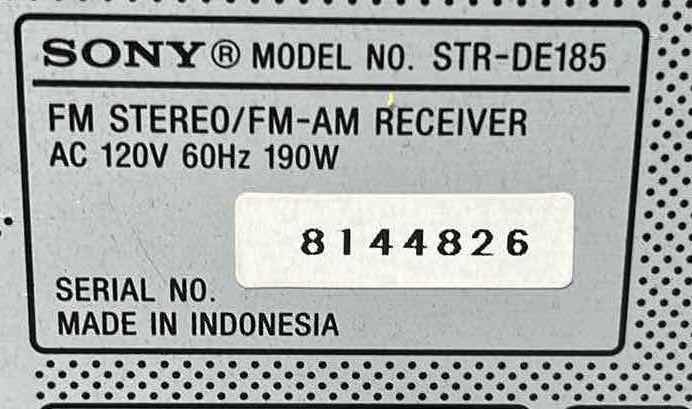 SONY® MODEL NO. STR-DE185
FM STEREO/FM-AM RECEIVER
AC 120V 60Hz 190W
8144826
SERIAL NO.
MADE IN INDONESIA